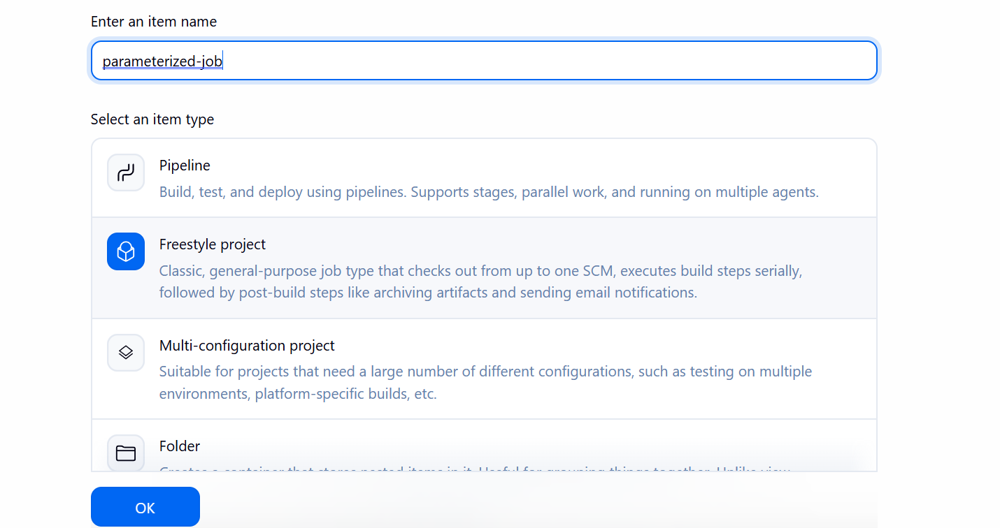 Enter an item name
parameterized-job
Select an item type
Pipeline
Build, test, and deploy using pipelines. Supports stages, parallel work, and running on multiple agents.
Freestyle project
Classic, general-purpose job type that checks out from up to one SCM, executes build steps serially,
followed by post-build steps like archiving artifacts and sending email notifications.
Multi-configuration project
Suitable for projects that need a large number of different configurations, such as testing on multiple
environments, platform-specific builds, etc.
Folder
Creates a container that stores nested items in it. Useful for grouping things together. Unlike view,
OK